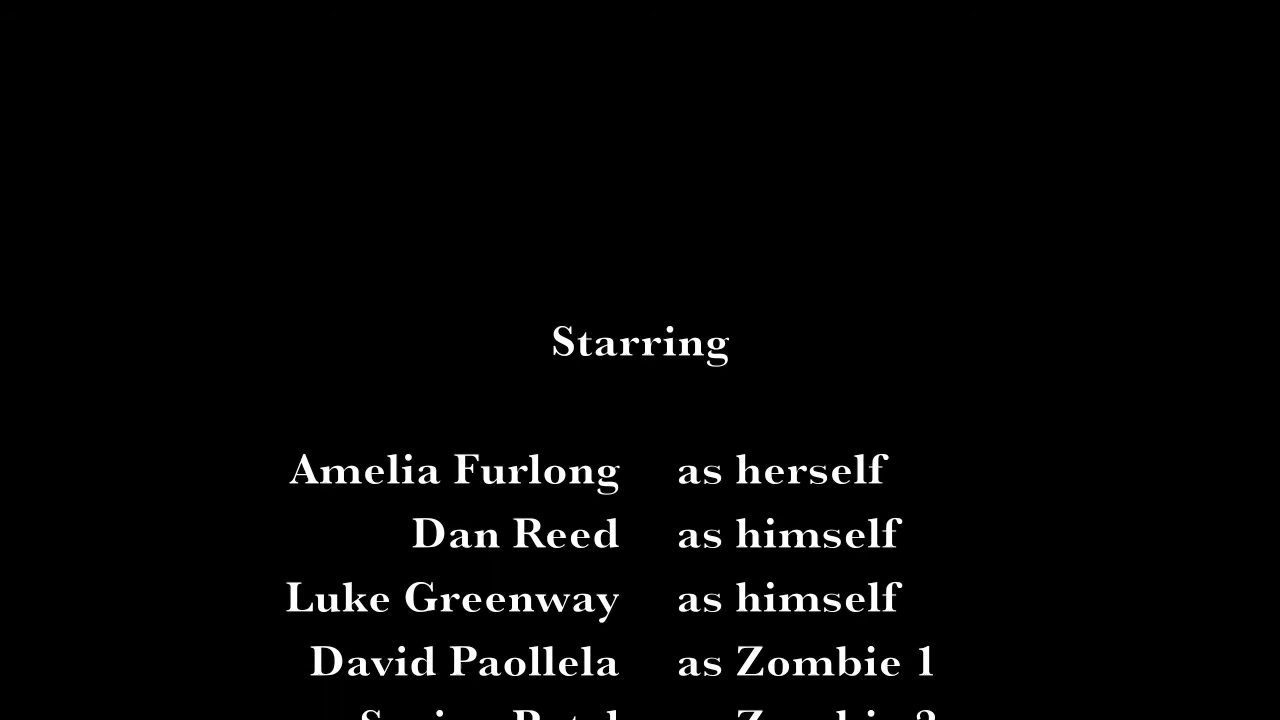 Starring
Amelia Furlong as herself
Dan Reed as himself
Luke Greenway as himself
David Paollela as Zombie 1